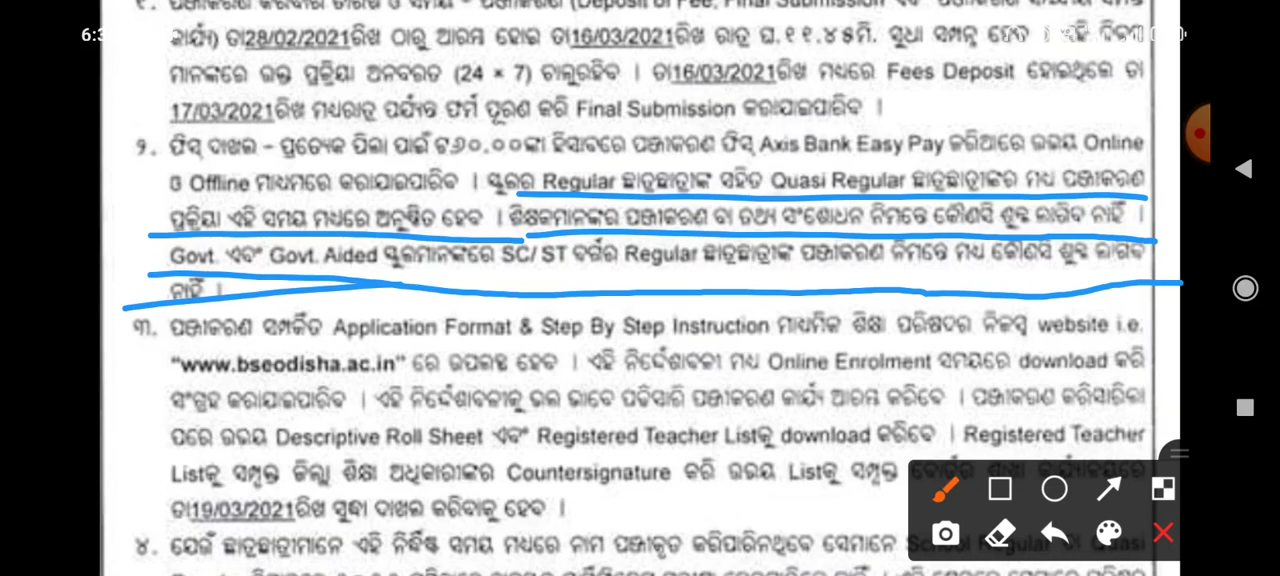 କାର୍ଯ୍ୟ) ତା28/02/2021ରିଖ ଠାରୁ ଆରମ୍ଭ ହୋଇ ତା16/03/2021ରିଖ ରାତ୍ର ଘ.୧୧.୪୫ମି. ସୁଧା ସମ୍ପନ୍ନ ହେବ
ମାନଙ୍କରେ ଉକ୍ତ ପ୍ରକ୍ରିୟା ଅନବରତ (24 × 7) ଚାଲୁରହିବ । ତା16/03/2021ରିଖ ମଧ୍ୟରେ Fees Deposit ହୋଇଥିଲେ ତା
17/03/2021ରିଖ ମଧ୍ୟରାତ୍ର ପର୍ଯ୍ୟନ୍ତ ଫର୍ମ ପୂରଣ କରି Final Submission କରାଯାଇପାରିବ ।
୨. ଫିସ୍ ଦାଖଲ – ପ୍ରତ୍ୟେକ ପିଲା ପାଇଁ ଟ୬୦.୦୦ଙ୍କା ହିସାବରେ ପଞ୍ଜୀକରଣ ଫିସ୍ Axis Bank Easy Pay ଜରିଆରେ ଉଭୟ Online
ଓ Offline ମାଧ୍ୟମରେ କରାଯାଇପାରିବ । ସ୍କୁଲର Regular ଛାତ୍ରଛାତ୍ରୀଙ୍କ ସହିତ Quasi Regular ଛାତ୍ରଛାତ୍ରୀଙ୍କର ମଧ୍ୟ ପଞ୍ଜୀକରଣ
ପ୍ରକ୍ରିୟା ଏହି ସମୟ ମଧ୍ୟରେ ଅନୁଷ୍ଠିତ ହେବ । ଶିକ୍ଷକମାନଙ୍କର ପଞ୍ଜୀକରଣ ବା ତଥ୍ୟ ସଂଶୋଧନ ନିମନ୍ତେ କୌଣସି ଶୁଳ୍କ ଲାଗିବ ନାହିଁ ।
Govt. ଏବଂ Govt. Aided ସ୍କୁଲମାନଙ୍କରେ SC/ ST ବର୍ଗର Regular ଛାତ୍ରଛାତ୍ରୀଙ୍କ ପଞ୍ଜୀକରଣ ନିମନ୍ତେ ମଧ୍ୟ କୌଣସି ଶୁଳ୍କ ଲାଗିବ
ନାହିଁ ।
୩. ପଞ୍ଜୀକରଣ ସମ୍ପର୍କିତ Application Format & Step By Step Instruction ମାଧ୍ୟମିକ ଶିକ୍ଷା ପରିଷଦର ନିଜସ୍ୱ website i.e.
"www.bseodisha.ac.in" ରେ ଉପଲବ୍ଧ ହେବ । ଏହି ନିର୍ଦ୍ଦେଶାବଳୀ ମଧ୍ୟ Online Enrolment ସମୟରେ download କରି
ସଂଗ୍ରହ କରାଯାଇପାରିବ । ଏହି ନିର୍ଦ୍ଦେଶାବଳୀକୁ ଭଲ ଭାବେ ପଢିସାରି ପଞ୍ଜୀକରଣ କାର୍ଯ୍ୟ ଆରମ୍ଭ କରିବେ । ପଞ୍ଜୀକରଣ କରିସାରିବା
ପରେ ଉଭୟ Descriptive Roll Sheet ଏବଂ Registered Teacher Listକୁ download କରିବେ । Registered Teacher
Listକୁ ସମ୍ପୃକ୍ତ ଜିଲ୍ଲା ଶିକ୍ଷା ଅଧିକାରୀଙ୍କର Countersignature କରି ଉଭୟ Listକୁ ସମ୍ପୃକ୍ତ
ତା19/03/2021ରିଖ ସୁଦ୍ଧା ଦାଖଲ କରିବାକୁ ହେବ ।
୪. ଯେଉଁ ଛାତ୍ରଛାତ୍ରୀମାନେ ଏହି ନିର୍ଦ୍ଧିଷ୍ଟ ସମୟ ମଧ୍ୟରେ ନାମ ପଞ୍ଜୀକୃତ କରିପାରିନଥିବେ ସେମାନେ